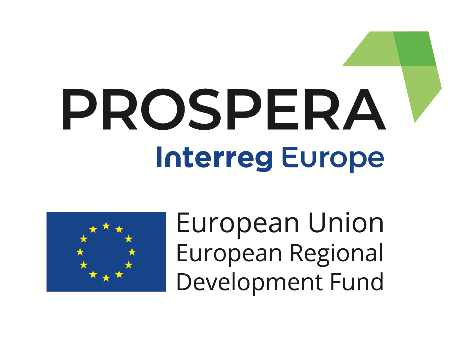 PROSPERA
Interreg Europe
European Union
European Regional
Development Fund